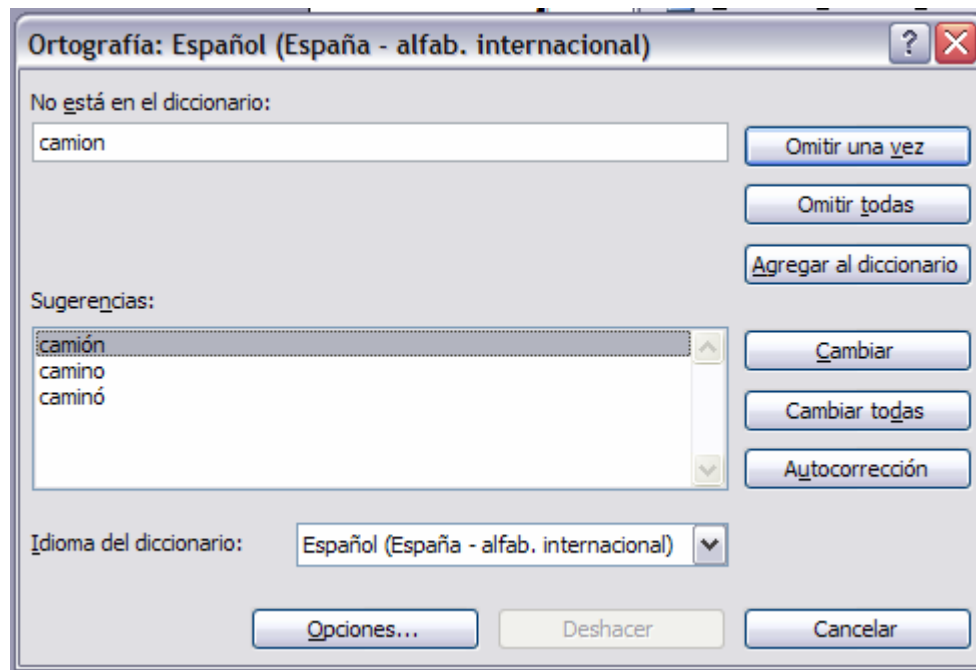 Ortografía: Español (España - alfab. internacional)
No está en el diccionario:
camion
Omitir una vez
Omitir todas
Agregar al diccionario
Sugerencias:
camión
camino
caminó
Cambiar
Cambiar todas
Autocorrección
Idioma del diccionario:
Español (España - alfab. internacional)
Opciones...
Deshacer
Cancelar